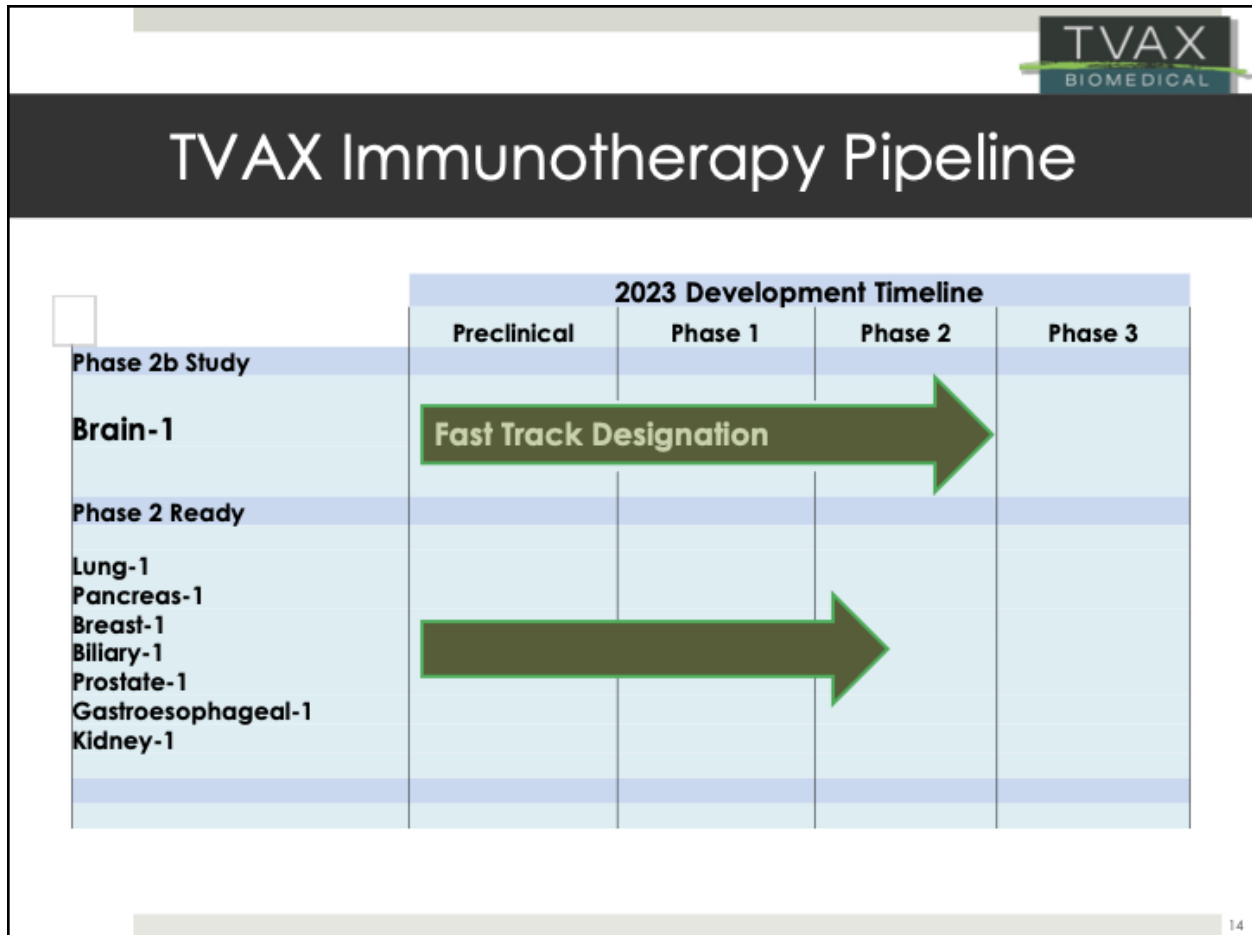 TVAX
BIOMEDICAL
TVAX Immunotherapy Pipeline
2023 Development Timeline
Preclinical Phase 1 Phase 2 Phase 3
Phase 2b Study
Brain-1 Fast Track Designation
Phase 2 Ready
Lung-1
Pancreas-1
Breast-1
Biliary-1
Prostate-1
Gastroesophageal-1
Kidney-1
14